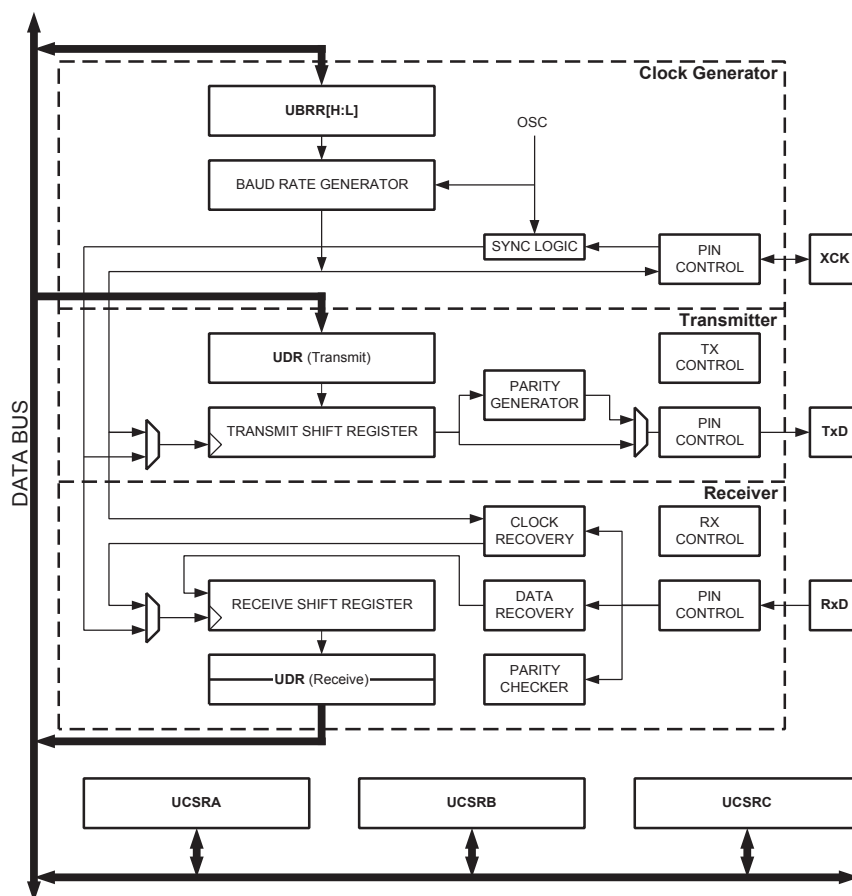 Clock Generator
UBRR[H:L]
OSC
BAUD RATE GENERATOR
SYNC LOGIC
PIN
CONTROL
XCK
Transmitter
UDR (Transmit)
TX
CONTROL
PARITY
GENERATOR
TRANSMIT SHIFT REGISTER
PIN
CONTROL
TxD
DATA BUS
Receiver
CLOCK
RECOVERY
RX
CONTROL
RECEIVE SHIFT REGISTER
DATA
RECOVERY
PIN
CONTROL
RxD
UDR (Receive)
PARITY
CHECKER
UCSRA
UCSRB
UCSRC